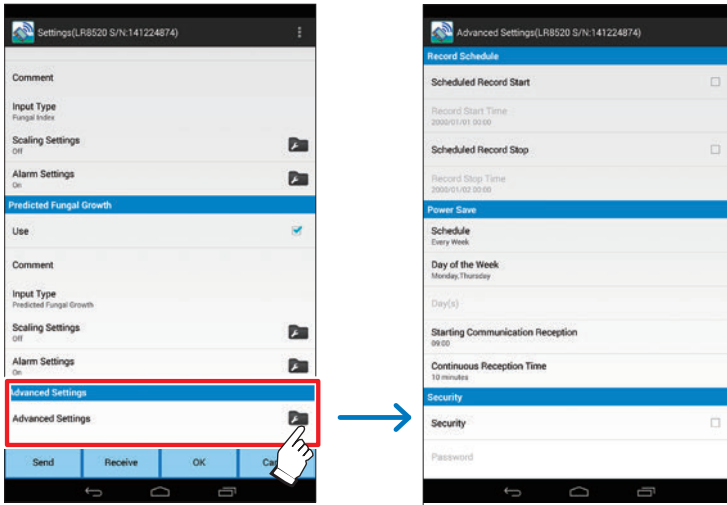 Settings(LR8520 S/N:141224874)
Comment
Input Type
Fungal Index
Scaling Settings
Off
Alarm Settings
On
Predicted Fungal Growth
Use
Comment
Input Type
Predicted Fungal Growth
Scaling Settings
Off
Alarm Settings
On
Advanced Settings
Advanced Settings
Send Receive OK
Advanced Settings(LR8520 S/N:141224874)
Record Schedule
Scheduled Record Start
Record Start Time
2000/01/01 00:00
Scheduled Record Stop
Record Stop Time
2000/01/02 00:00
Power Save
Schedule
Every Week
Day of the Week
Monday,Thursday
Day(s)
Starting Communication Reception
09:00
Continuous Reception Time
10 minutes
Security
Security
Password